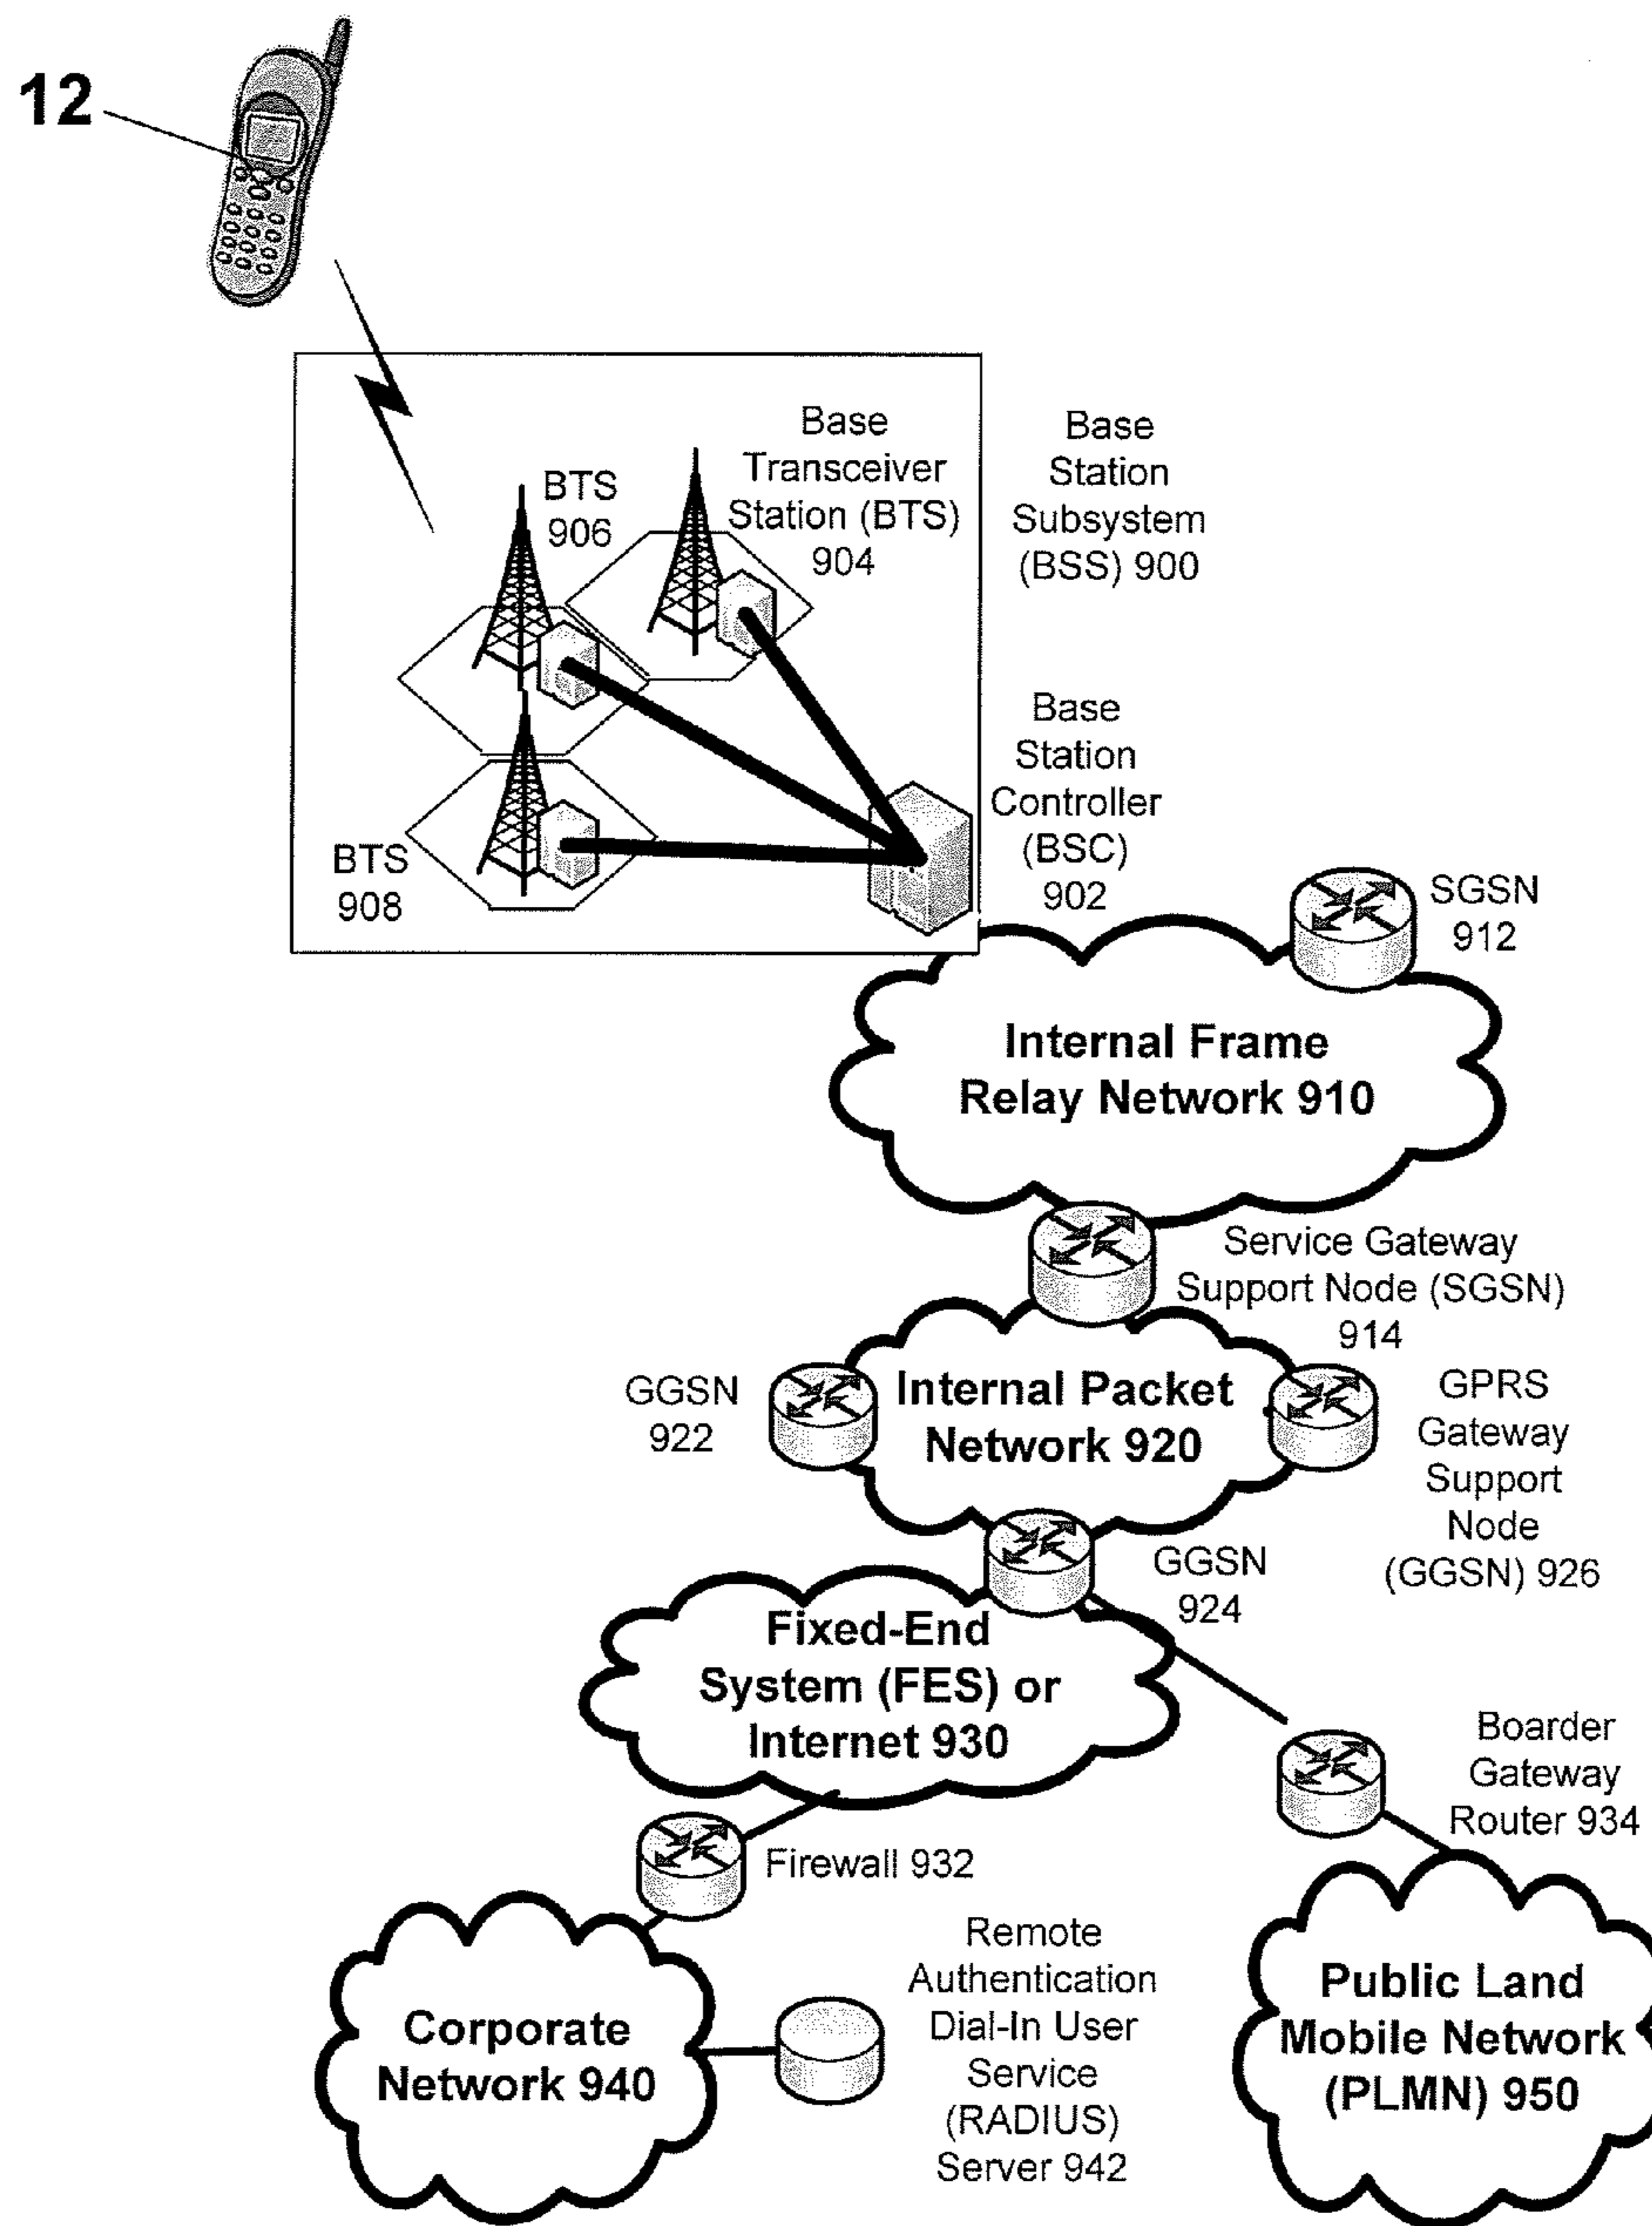 12
Base
Transceiver
Station (BTS)
904
BTS
906
Base
Station
Subsystem
(BSS) 900
BTS
908
Base
Station
Controller
(BSC)
902
SGSN
912
Internal Frame
Relay Network 910
Service Gateway
Support Node (SGSN)
914
GGSN
922
Internal Packet
Network 920
GPRS
Gateway
Support
Node
(GGSN) 926
GGSN
924
Fixed-End
System (FES) or
Internet 930
Boarder
Gateway
Router 934
Firewall 932
Corporate
Network 940
Remote
Authentication
Dial-In User
Service
(RADIUS)
Server 942
Public Land
Mobile Network
(PLMN) 950